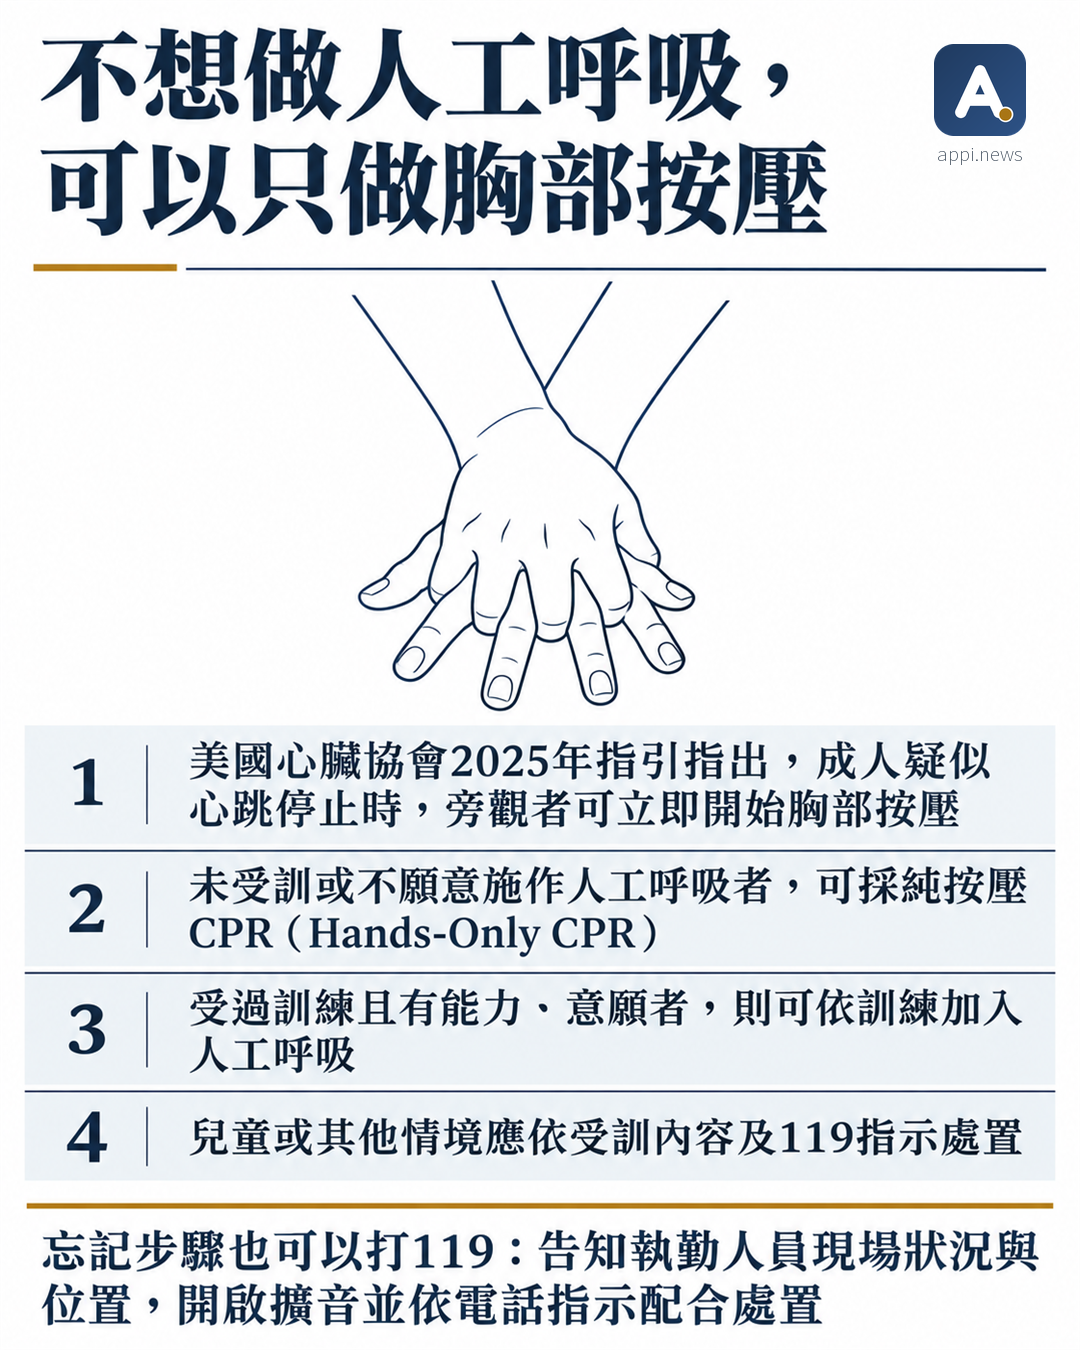 不想做人工呼吸，
可以只做胸部按壓
A.
appi.news
1
美國心臟協會2025年指引指出，成人疑似
心跳停止時，旁觀者可立即開始胸部按壓
2
未受訓或不願意施作人工呼吸者，可採純按壓
CPR（Hands-Only CPR）
3
受過訓練且有能力、意願者，則可依訓練加入
人工呼吸
4
兒童或其他情境應依受訓內容及119指示處置
忘記步驟也可以打119：告知執勤人員現場狀況與
位置，開啟擴音並依電話指示配合處置